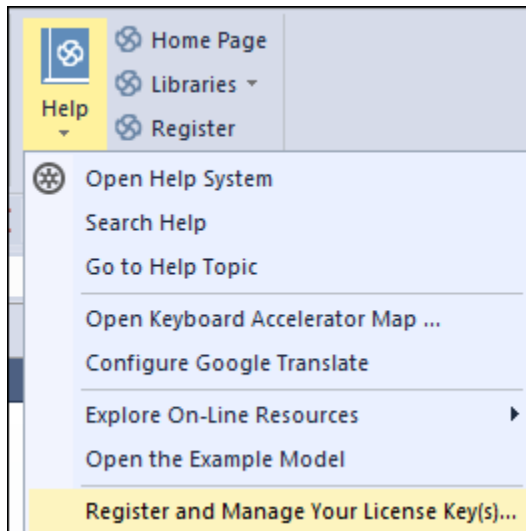 Help
Home Page
Libraries
Register
Open Help System
Search Help
Go to Help Topic
Open Keyboard Accelerator Map ...
Configure Google Translate
Explore On-Line Resources
Open the Example Model
Register and Manage Your License Key(s)...